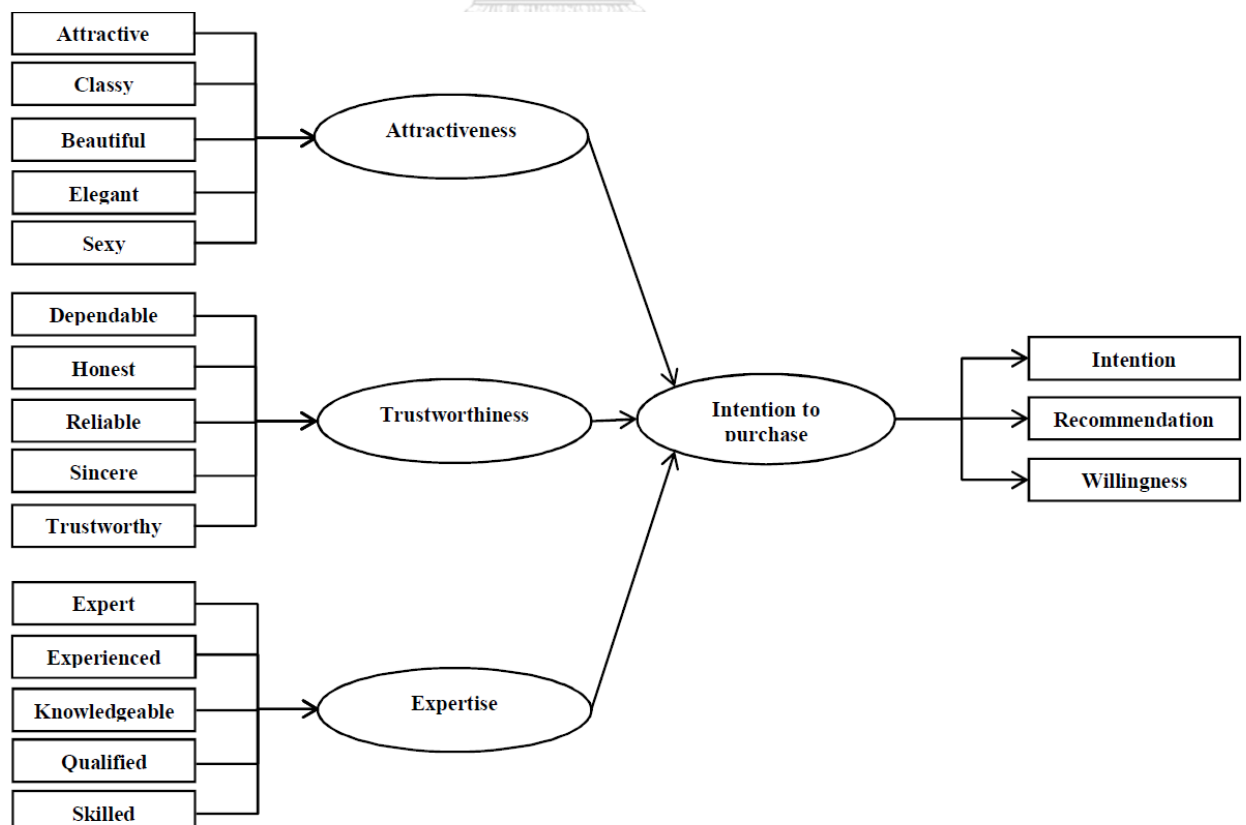 Attractive
Classy
Beautiful
Elegant
Sexy
Attractiveness
Dependable
Honest
Reliable
Sincere
Trustworthy
Trustworthiness
Expert
Experienced
Knowledgeable
Qualified
Skilled
Expertise
Intention to
purchase
Intention
Recommendation
Willingness